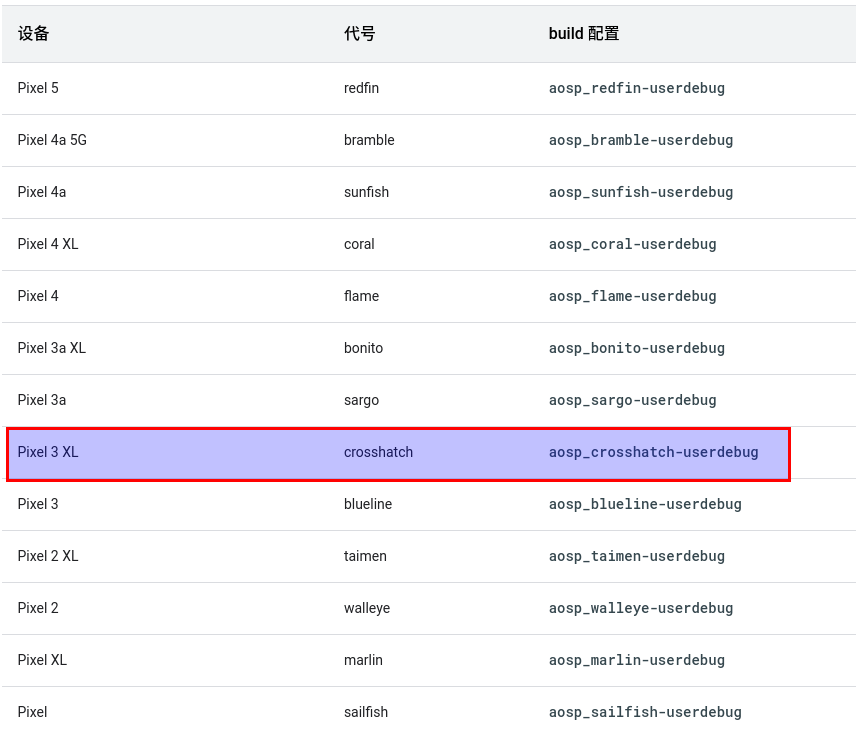 设备 代号 build 配置
Pixel 5 redfin aosp_redfin-userdebug
Pixel 4a 5G bramble aosp_bramble-userdebug
Pixel 4a sunfish aosp_sunfish-userdebug
Pixel 4 XL coral aosp_coral-userdebug
Pixel 4 flame aosp_flame-userdebug
Pixel 3a XL bonito aosp_bonito-userdebug
Pixel 3a sargo aosp_sargo-userdebug
Pixel 3 XL crosshatch aosp_crosshatch-userdebug
Pixel 3 blueline aosp_blueline-userdebug
Pixel 2 XL taimen aosp_taimen-userdebug
Pixel 2 walleye aosp_walleye-userdebug
Pixel XL marlin aosp_marlin-userdebug
Pixel sailfish aosp_sailfish-userdebug